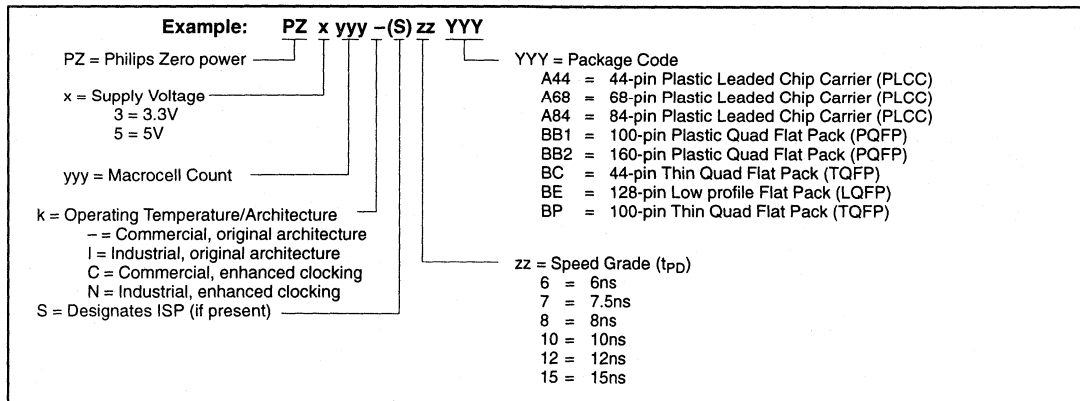 Example: PZ x yyy –(S) zz YYY
PZ = Philips Zero power
x = Supply Voltage
3 = 3.3V
5 = 5V
yyy = Macrocell Count
k = Operating Temperature/Architecture
– = Commercial, original architecture
I = Industrial, original architecture
C = Commercial, enhanced clocking
N = Industrial, enhanced clocking
S = Designates ISP (if present)
YYY = Package Code
A44 = 44-pin Plastic Leaded Chip Carrier (PLCC)
A68 = 68-pin Plastic Leaded Chip Carrier (PLCC)
A84 = 84-pin Plastic Leaded Chip Carrier (PLCC)
BB1 = 100-pin Plastic Quad Flat Pack (PQFP)
BB2 = 160-pin Plastic Quad Flat Pack (PQFP)
BC = 44-pin Thin Quad Flat Pack (TQFP)
BE = 128-pin Low profile Flat Pack (LQFP)
BP = 100-pin Thin Quad Flat Pack (TQFP)
zz = Speed Grade (tPD)
6 = 6ns
7 = 7.5ns
8 = 8ns
10 = 10ns
12 = 12ns
15 = 15ns